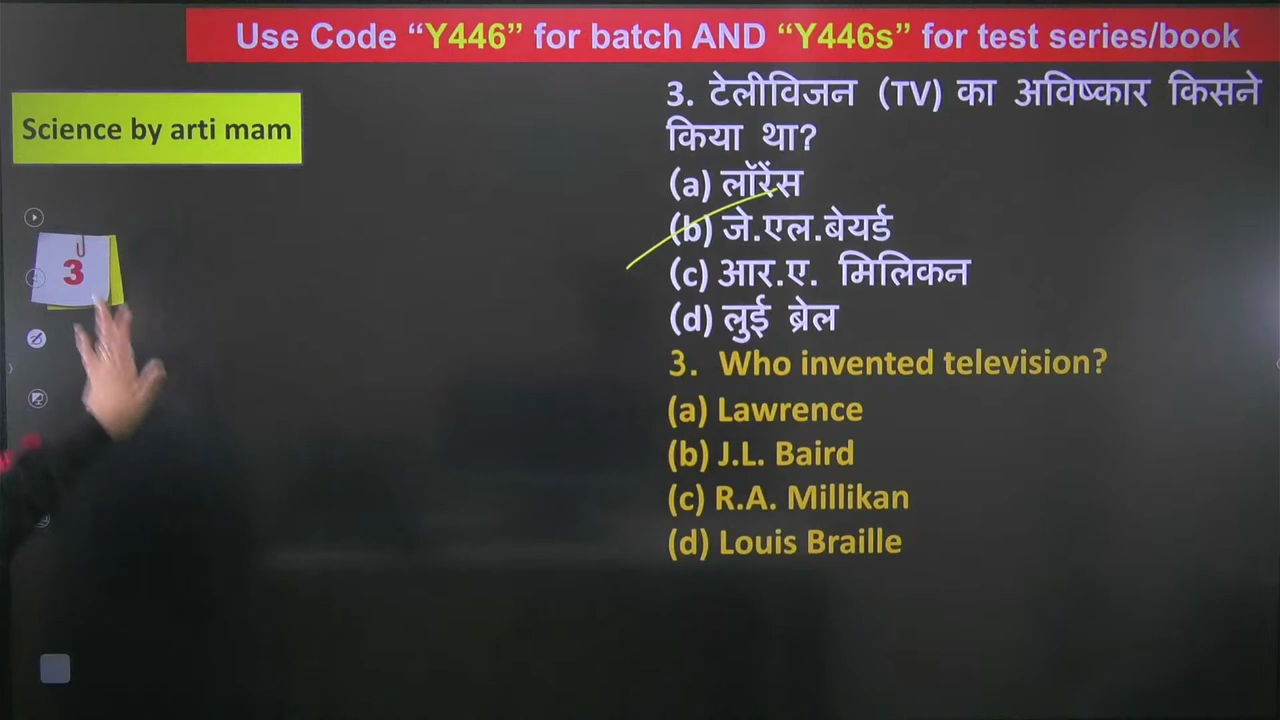 Use Code “Y446” for batch AND “Y446s” for test series/book
Science by arti mam
3
3. टेलीविजन (TV) का अविष्कार किसने
किया था?
(a) लॉरेंस
(b) जे.एल.बेयर्ड
(c) आर.ए. मिलिकन
(d) लुई ब्रेल
3. Who invented television?
(a) Lawrence
(b) J.L. Baird
(c) R.A. Millikan
(d) Louis Braille